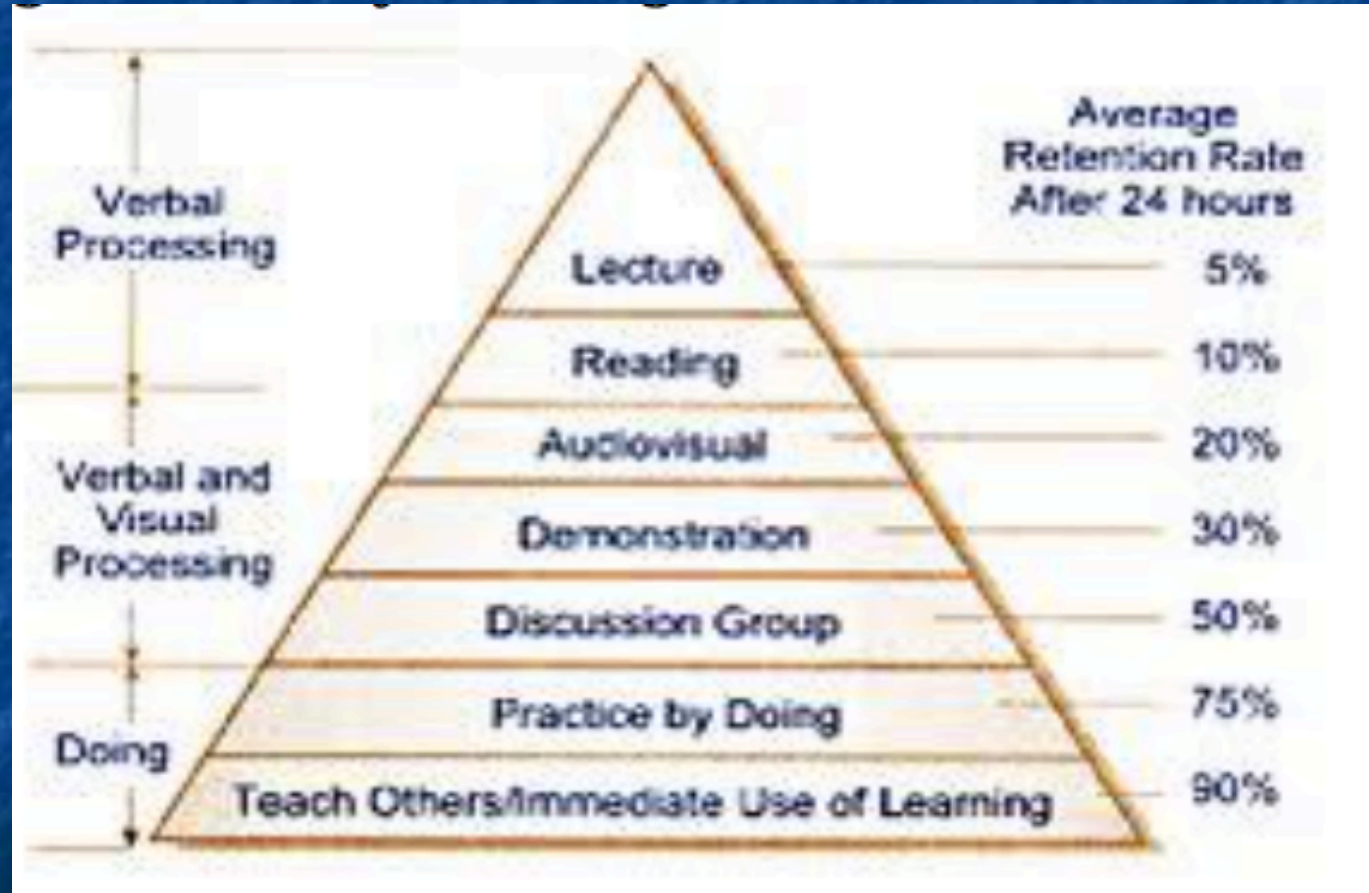 Average
Retention Rate
After 24 hours
Verbal
Processing
Lecture 5%
Reading 10%
Audiovisual 20%
Verbal and
Visual
Processing
Demonstration 30%
Discussion Group 50%
Practice by Doing 75%
Doing
Teach Others/Immediate Use of Learning 90%